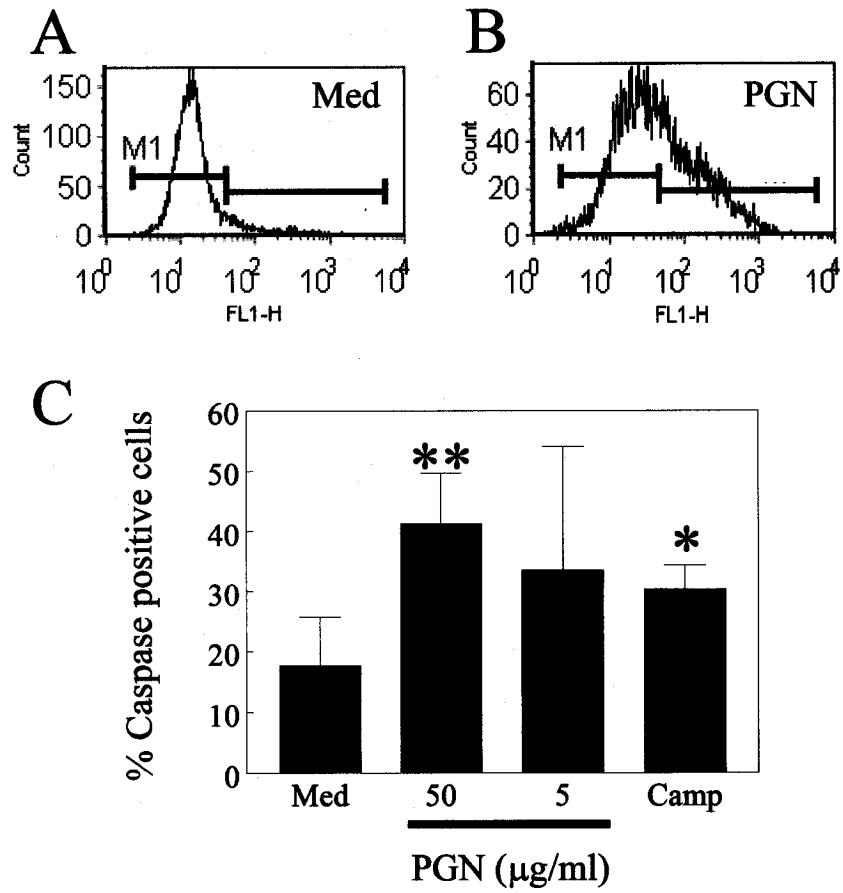 A
Count
150
100
50
0
M1
Med
10^0 10^1 10^2 10^3 10^4
FL1-H
B
Count
60
40
20
0
M1
PGN
10^0 10^1 10^2 10^3 10^4
FL1-H
C
% Caspase positive cells
60
50
40
30
20
10
0
**
*
Med 50 5 Camp
PGN (μg/ml)